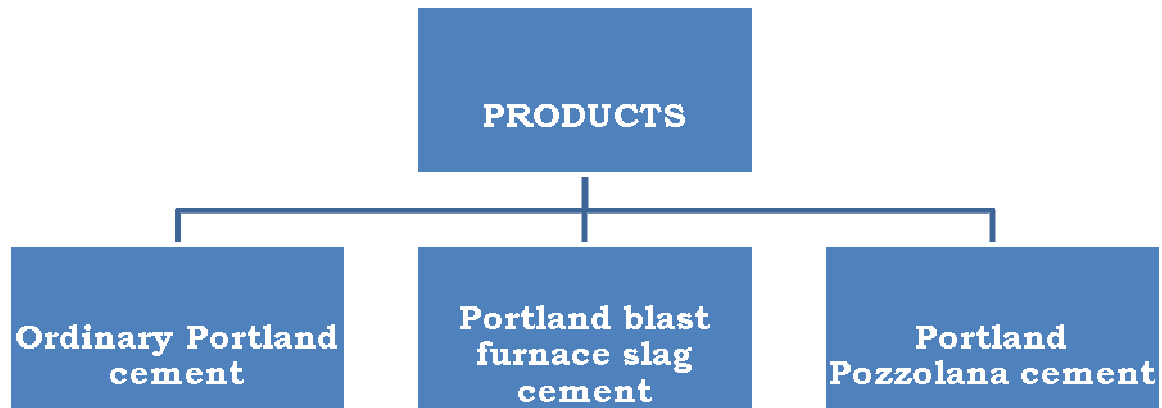 PRODUCTS
Ordinary Portland
cement
Portland blast
furnace slag
cement
Portland
Pozzolana cement